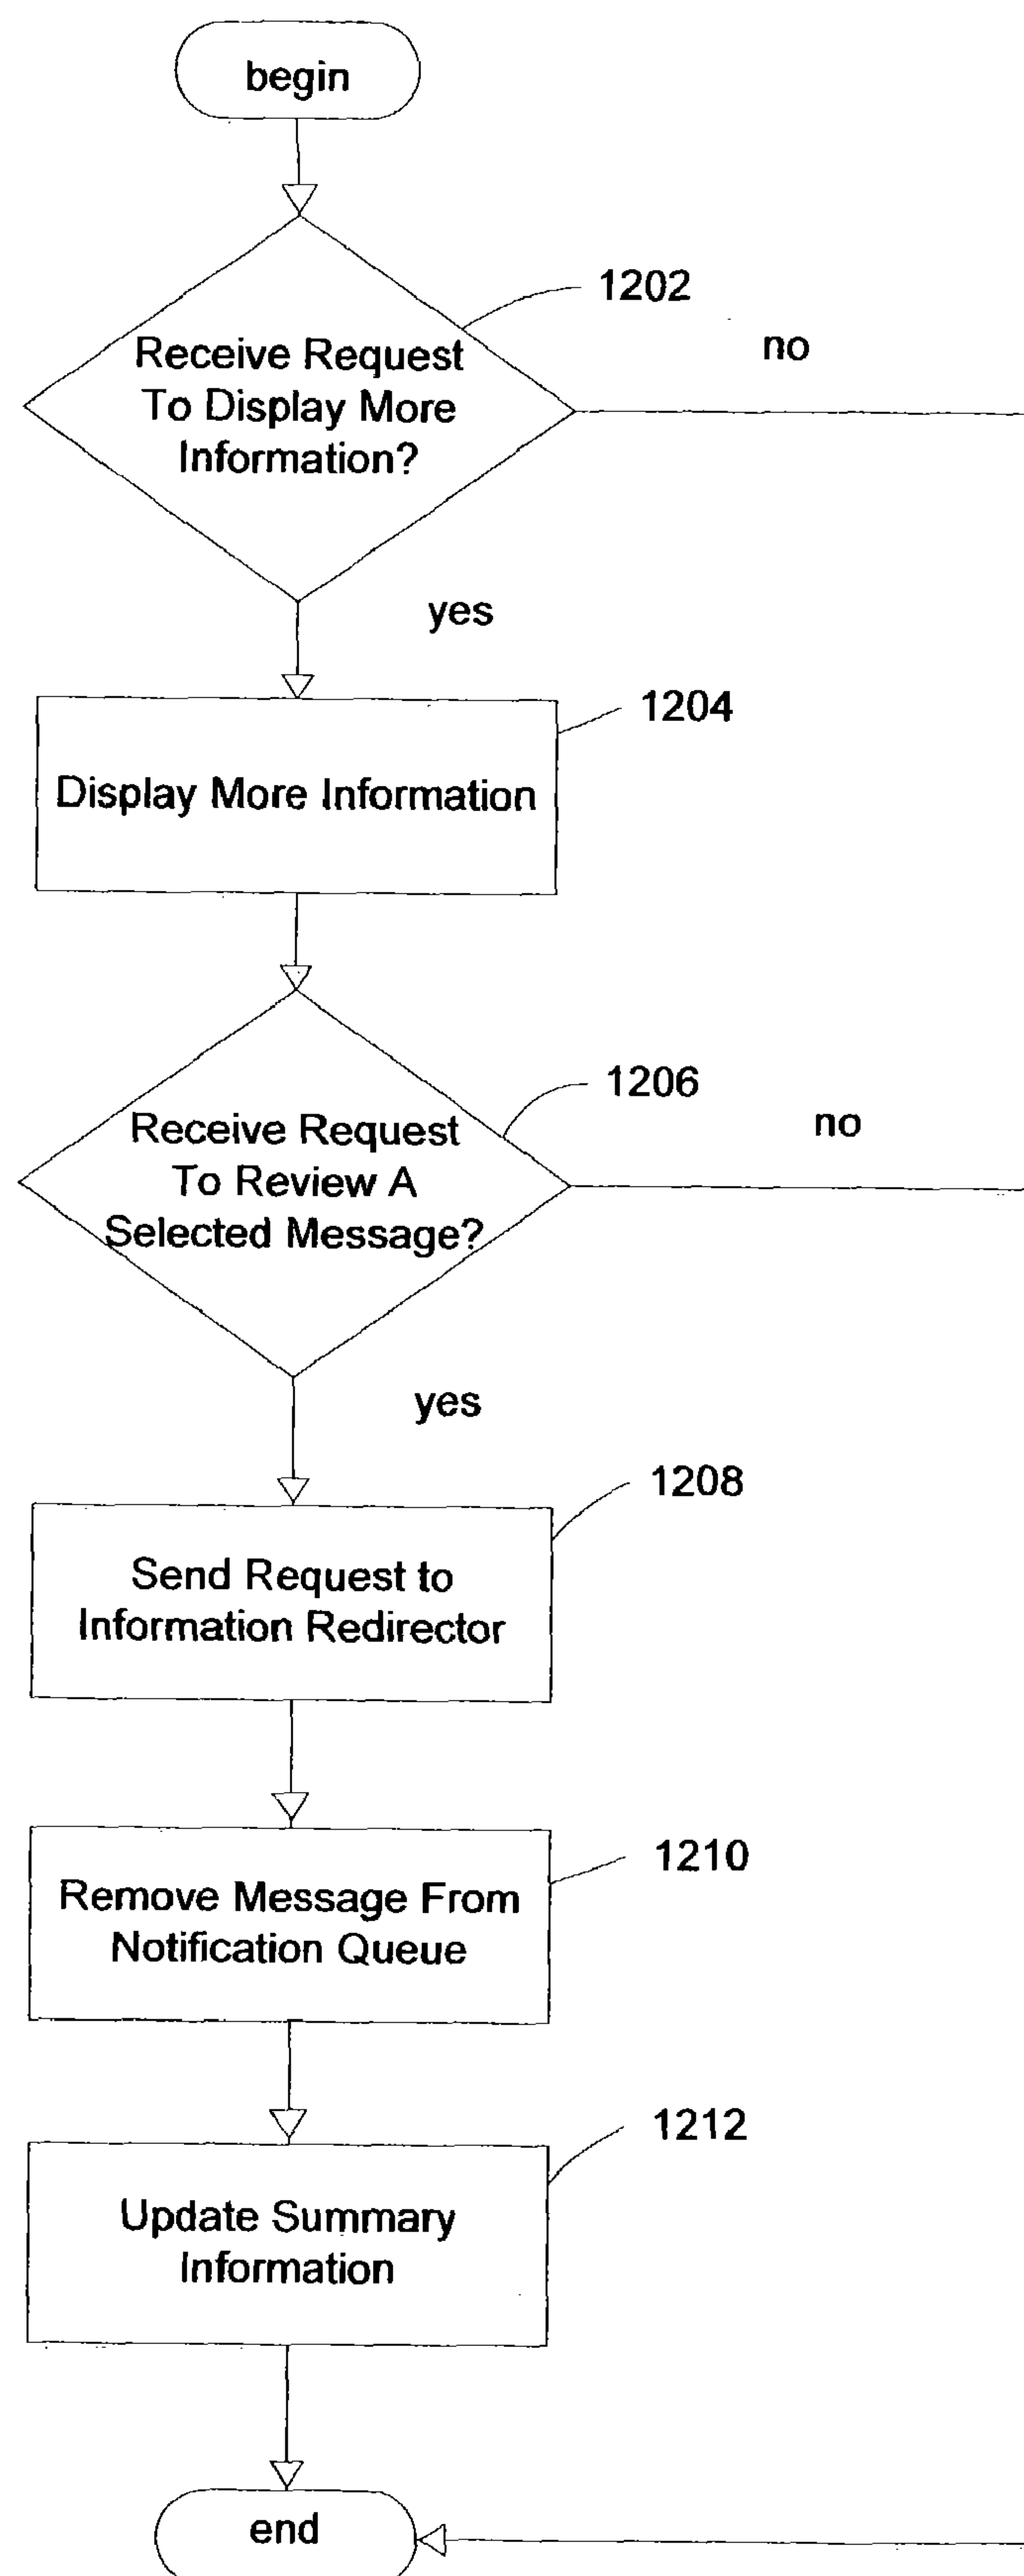 begin
1202
no
Receive Request
To Display More
Information?
yes
1204
Display More Information
1206
no
Receive Request
To Review A
Selected Message?
yes
1208
Send Request to
Information Redirector
1210
Remove Message From
Notification Queue
1212
Update Summary
Information
end